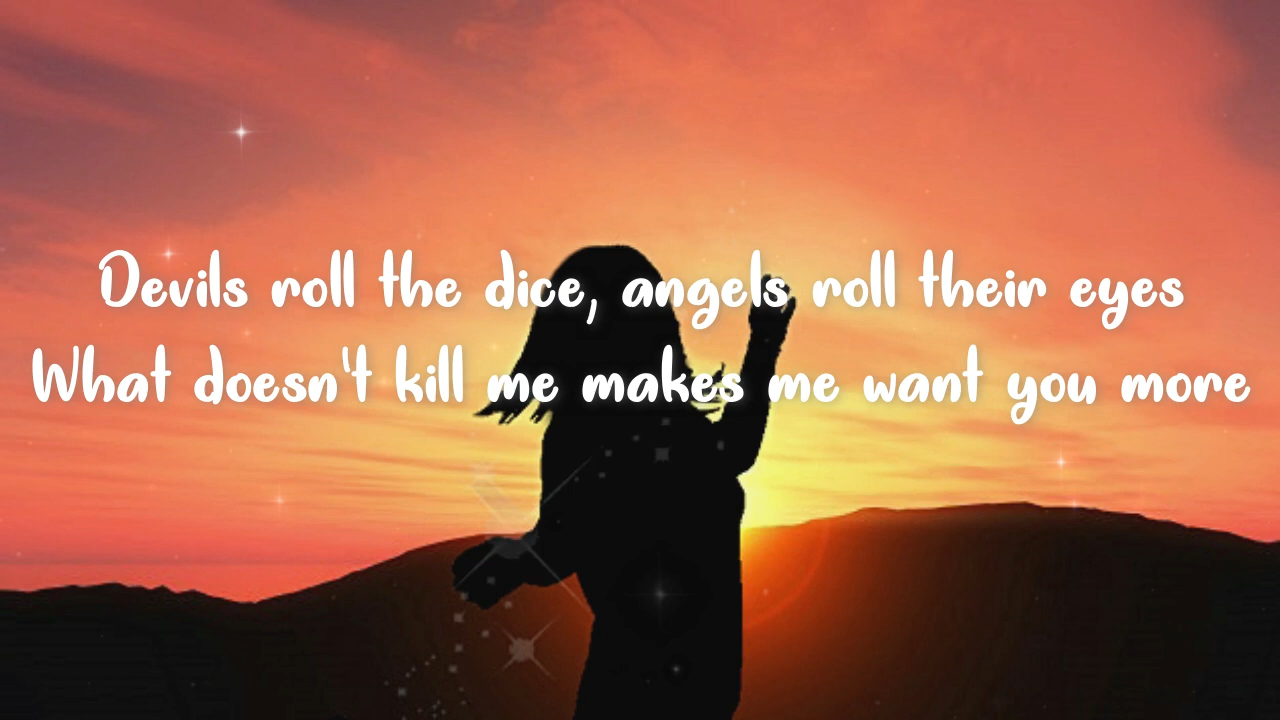 Devils roll the dice, angels roll their eyes
What doesn't kill me makes me want you more